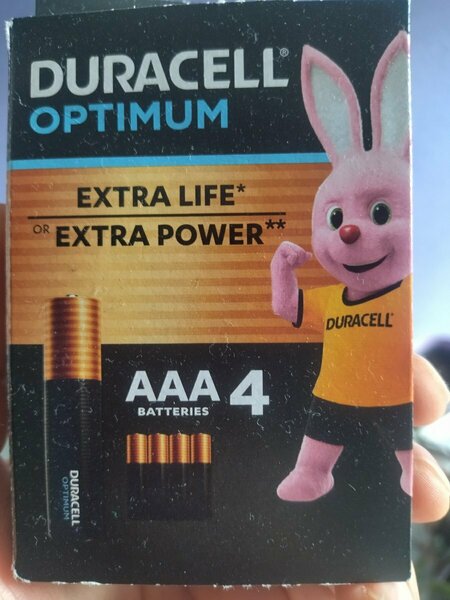 DURACELL®
OPTIMUM
EXTRA LIFE*
OR EXTRA POWER**
DURACELL
AAA 4
BATTERIES
DURACELL
OPTIMUM